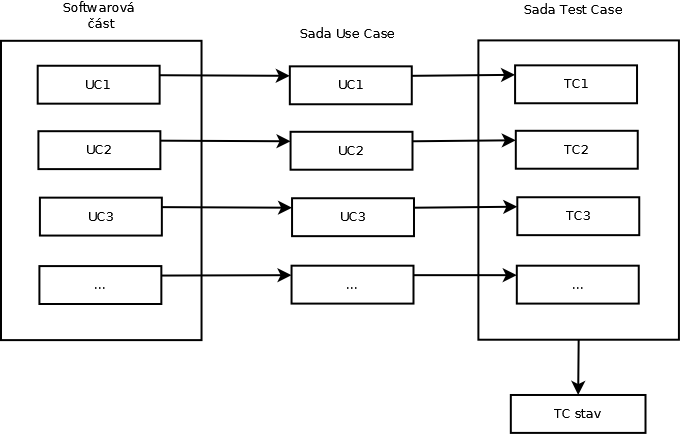 Softwarová
část
Sada Use Case
Sada Test Case
UC1
UC1
TC1
UC2
UC2
TC2
UC3
UC3
TC3
...
...
...
TC stav